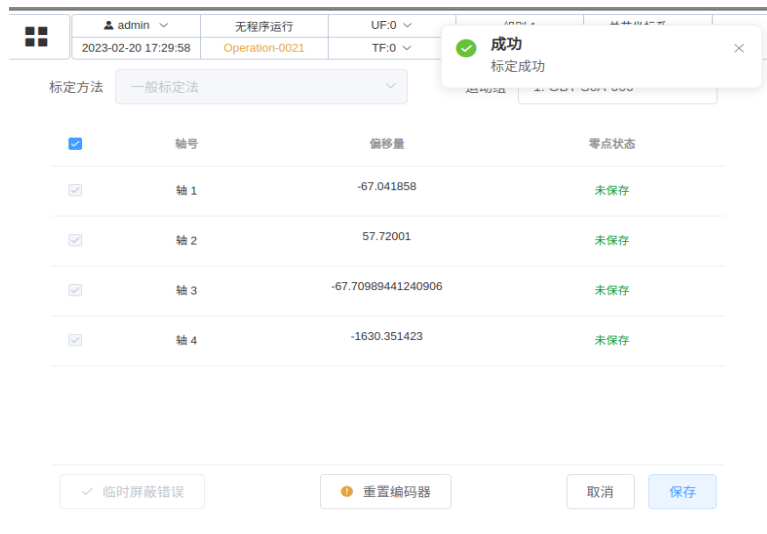 admin
无程序运行
UF:0
2023-02-20 17:29:58
Operation-0021
TF:0
成功
标定成功
标定方法
一般标定法
轴号
偏移量
零点状态
轴 1
-67.041858
未保存
轴 2
57.72001
未保存
轴 3
-67.70989441240906
未保存
轴 4
-1630.351423
未保存
临时屏蔽错误
重置编码器
取消
保存